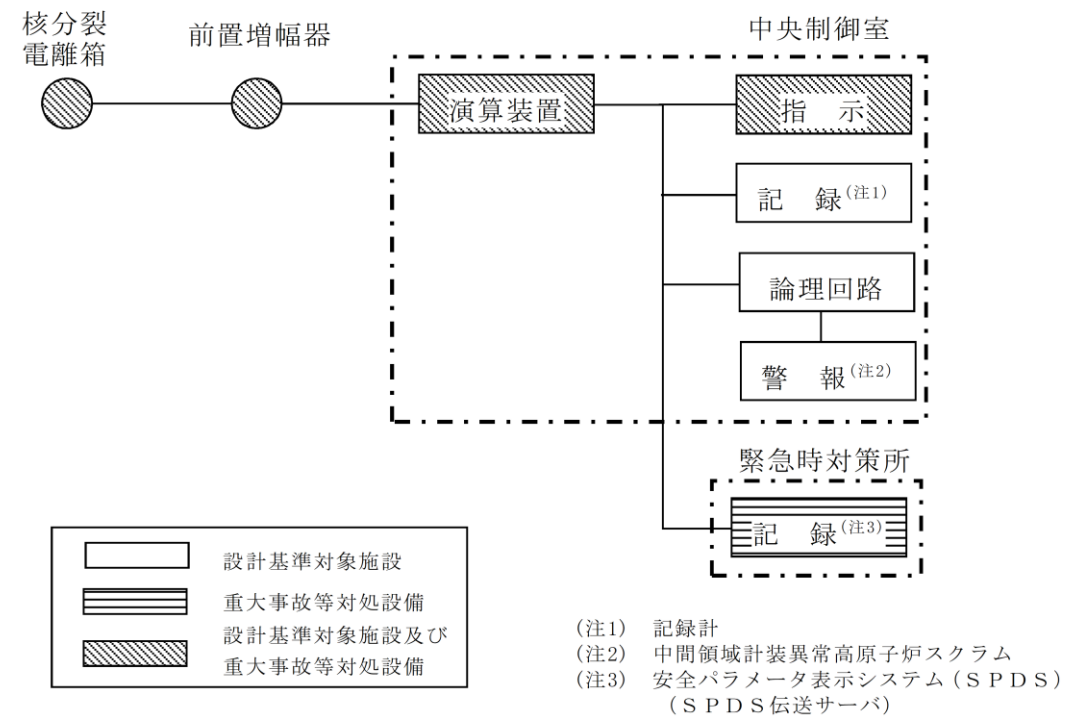 核分裂
電離箱
前置増幅器
中央制御室
演算装置
指　示
記　録(注1)
論理回路
警　報(注2)
緊急時対策所
記　録(注3)
設計基準対象施設
重大事故等対処設備
設計基準対象施設及び
重大事故等対処設備
(注1)　記録計
(注2)　中間領域計装異常高原子炉スクラム
(注3)　安全パラメータ表示システム(ＳＰＤＳ)
(ＳＰＤＳ伝送サーバ)